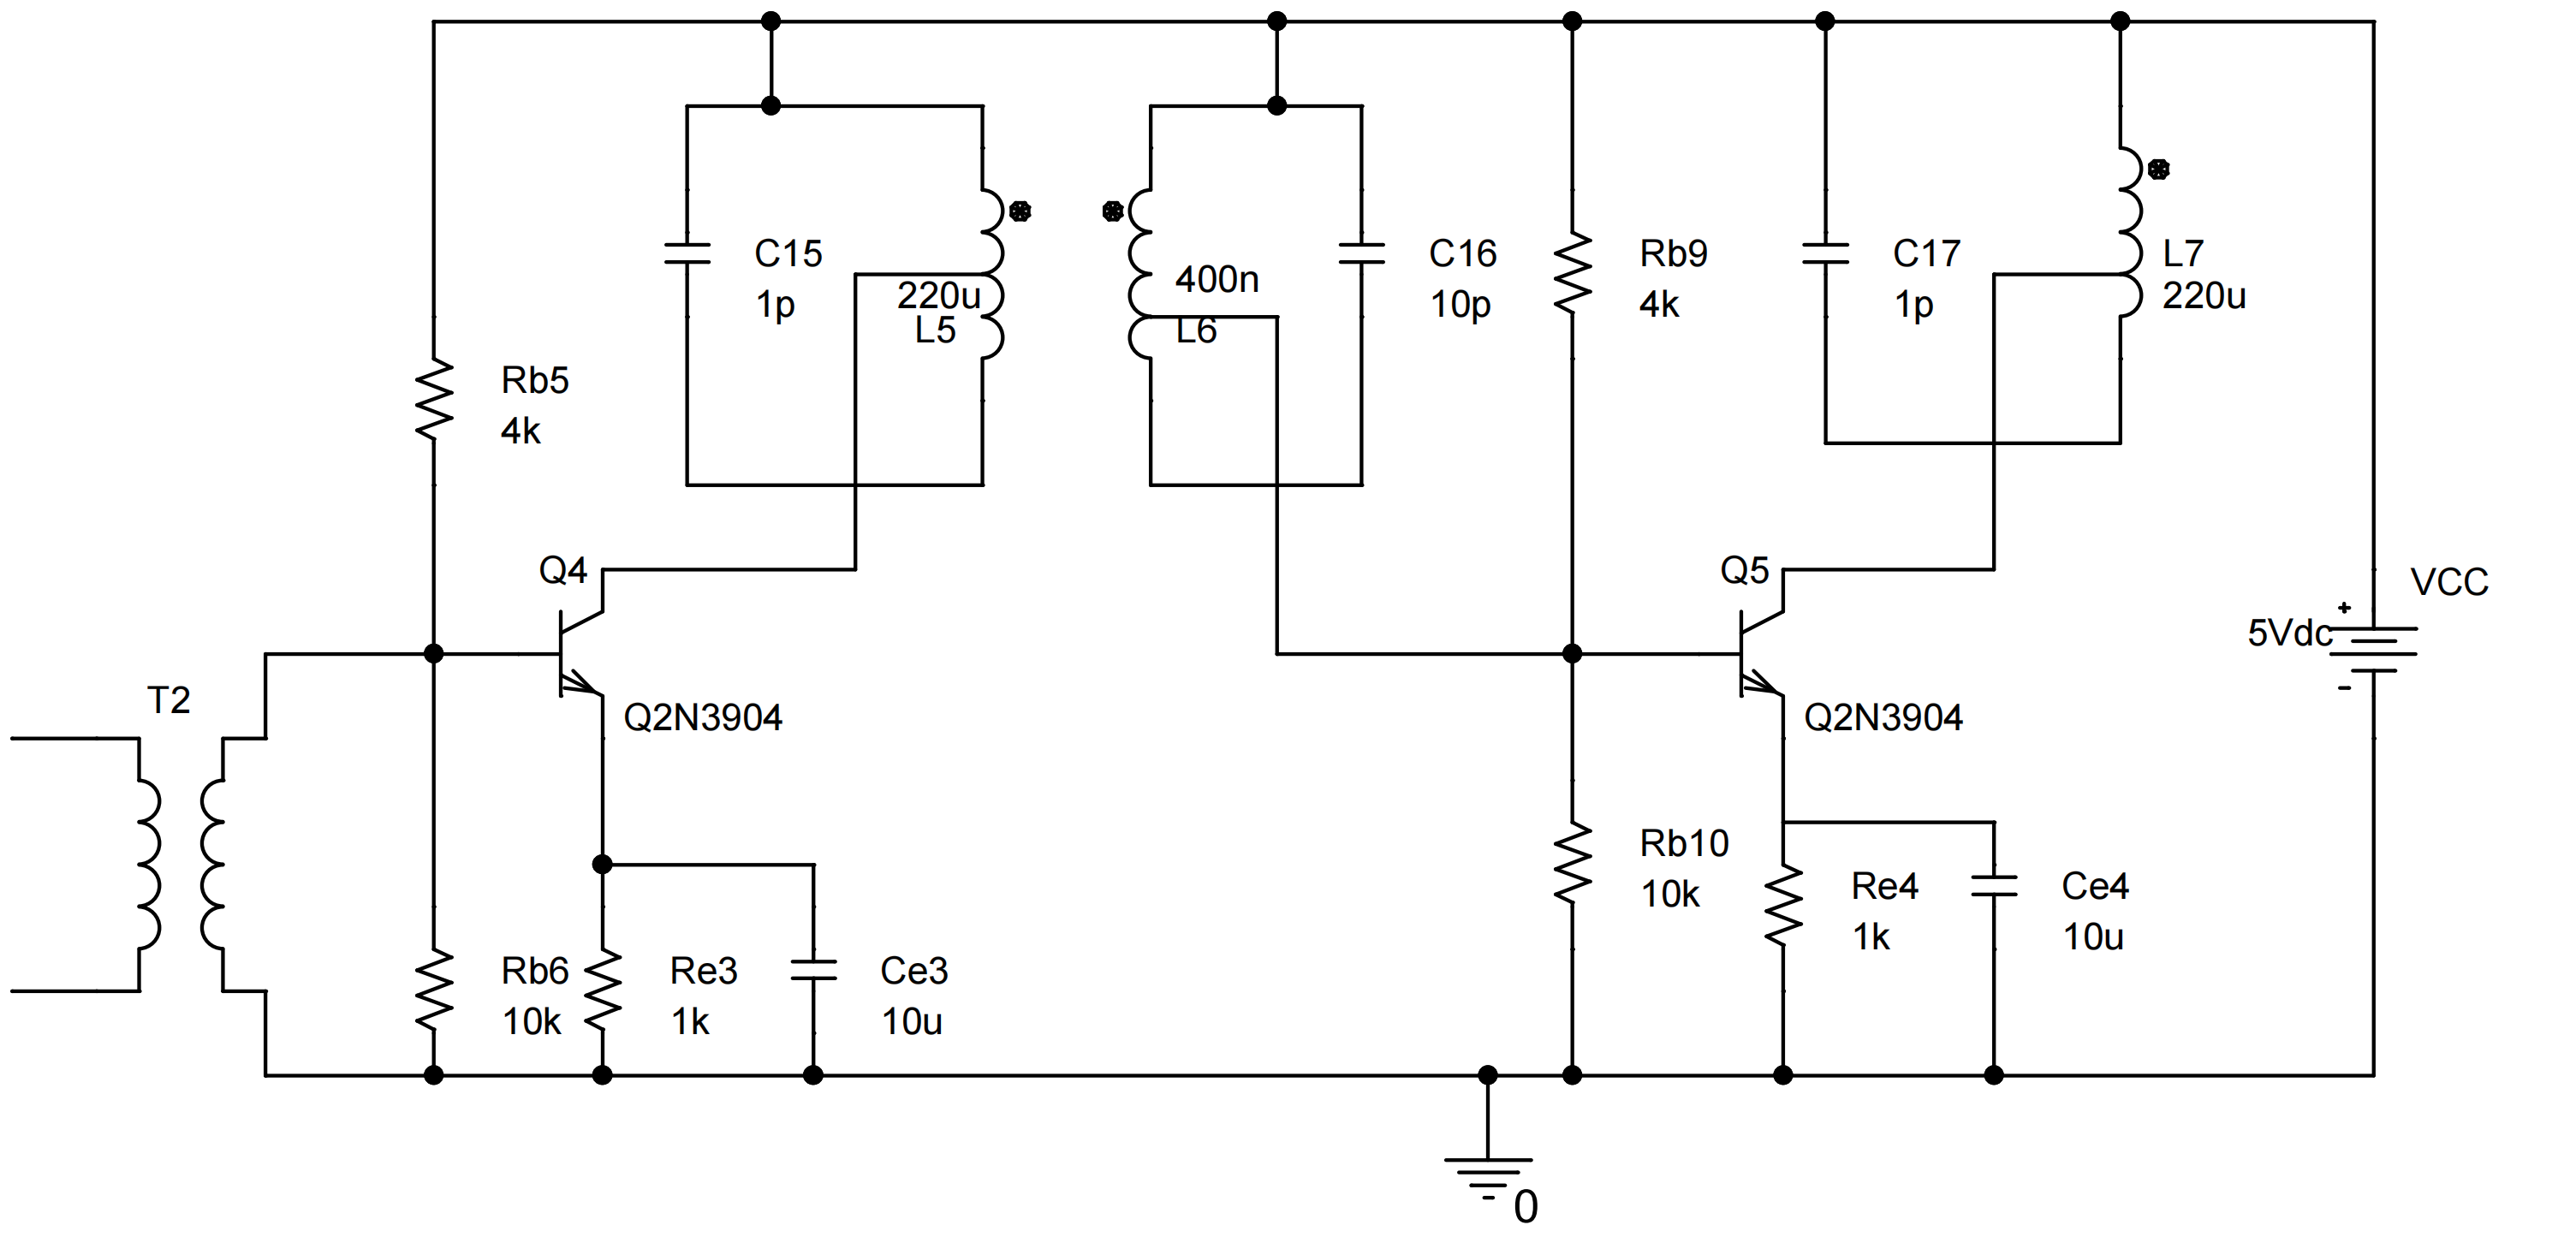 C15
1p
220u
L5
400n
L6
C16
10p
Rb9
4k
C17
1p
L7
220u
Rb5
4k
Q4
Q5
VCC
+
5Vdc
-
T2
Q2N3904
Q2N3904
Rb10
10k
Re4
1k
Ce4
10u
Rb6
10k
Re3
1k
Ce3
10u
0